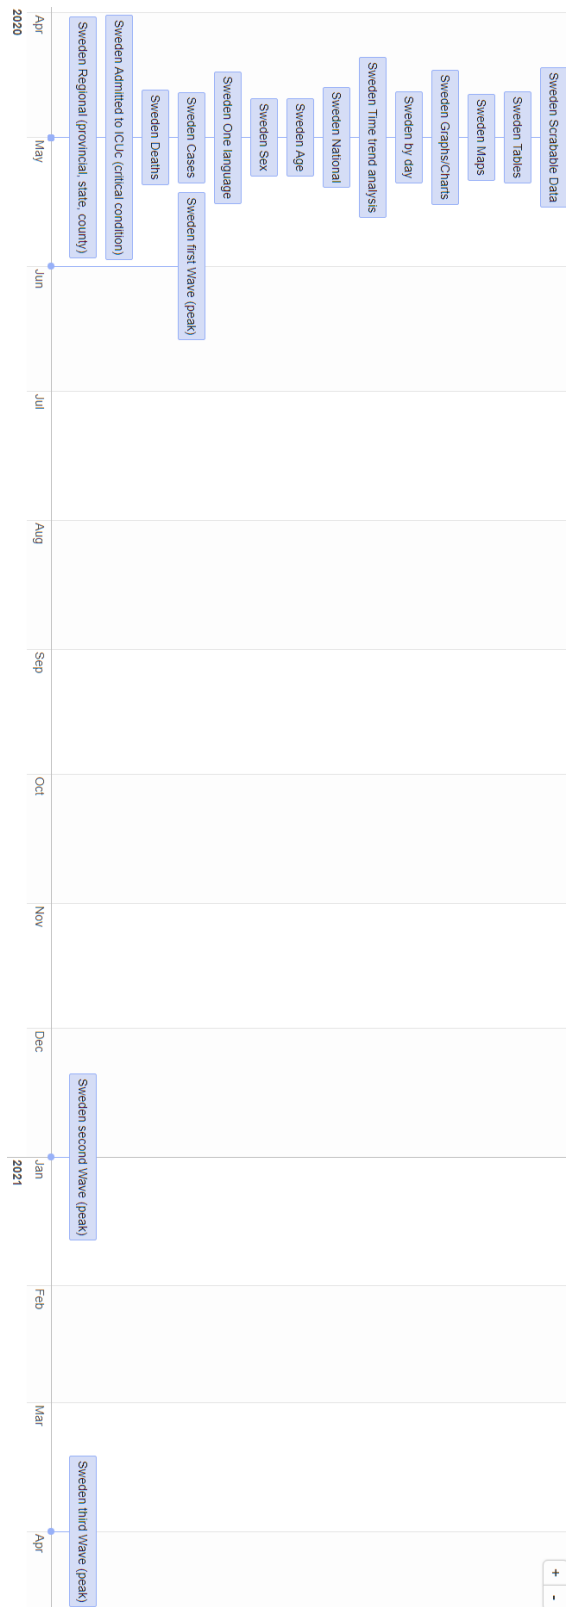 Sweden Scrabable Data
Sweden Tables
Sweden Maps
Sweden Graphs/Charts
Sweden by day
Sweden Time trend analysis
Sweden National
Sweden Age
Sweden Sex
Sweden One language
Sweden Cases
Sweden first Wave (peak)
Sweden Deaths
Sweden Admitted to ICUc (critical condition)
Sweden Regional (provincial, state, county)
Sweden second Wave (peak)
Sweden third Wave (peak)
Apr
May
Jun
Jul
Aug
Sep
Oct
Nov
Dec
Jan
Feb
Mar
Apr
2020
2021
+
-